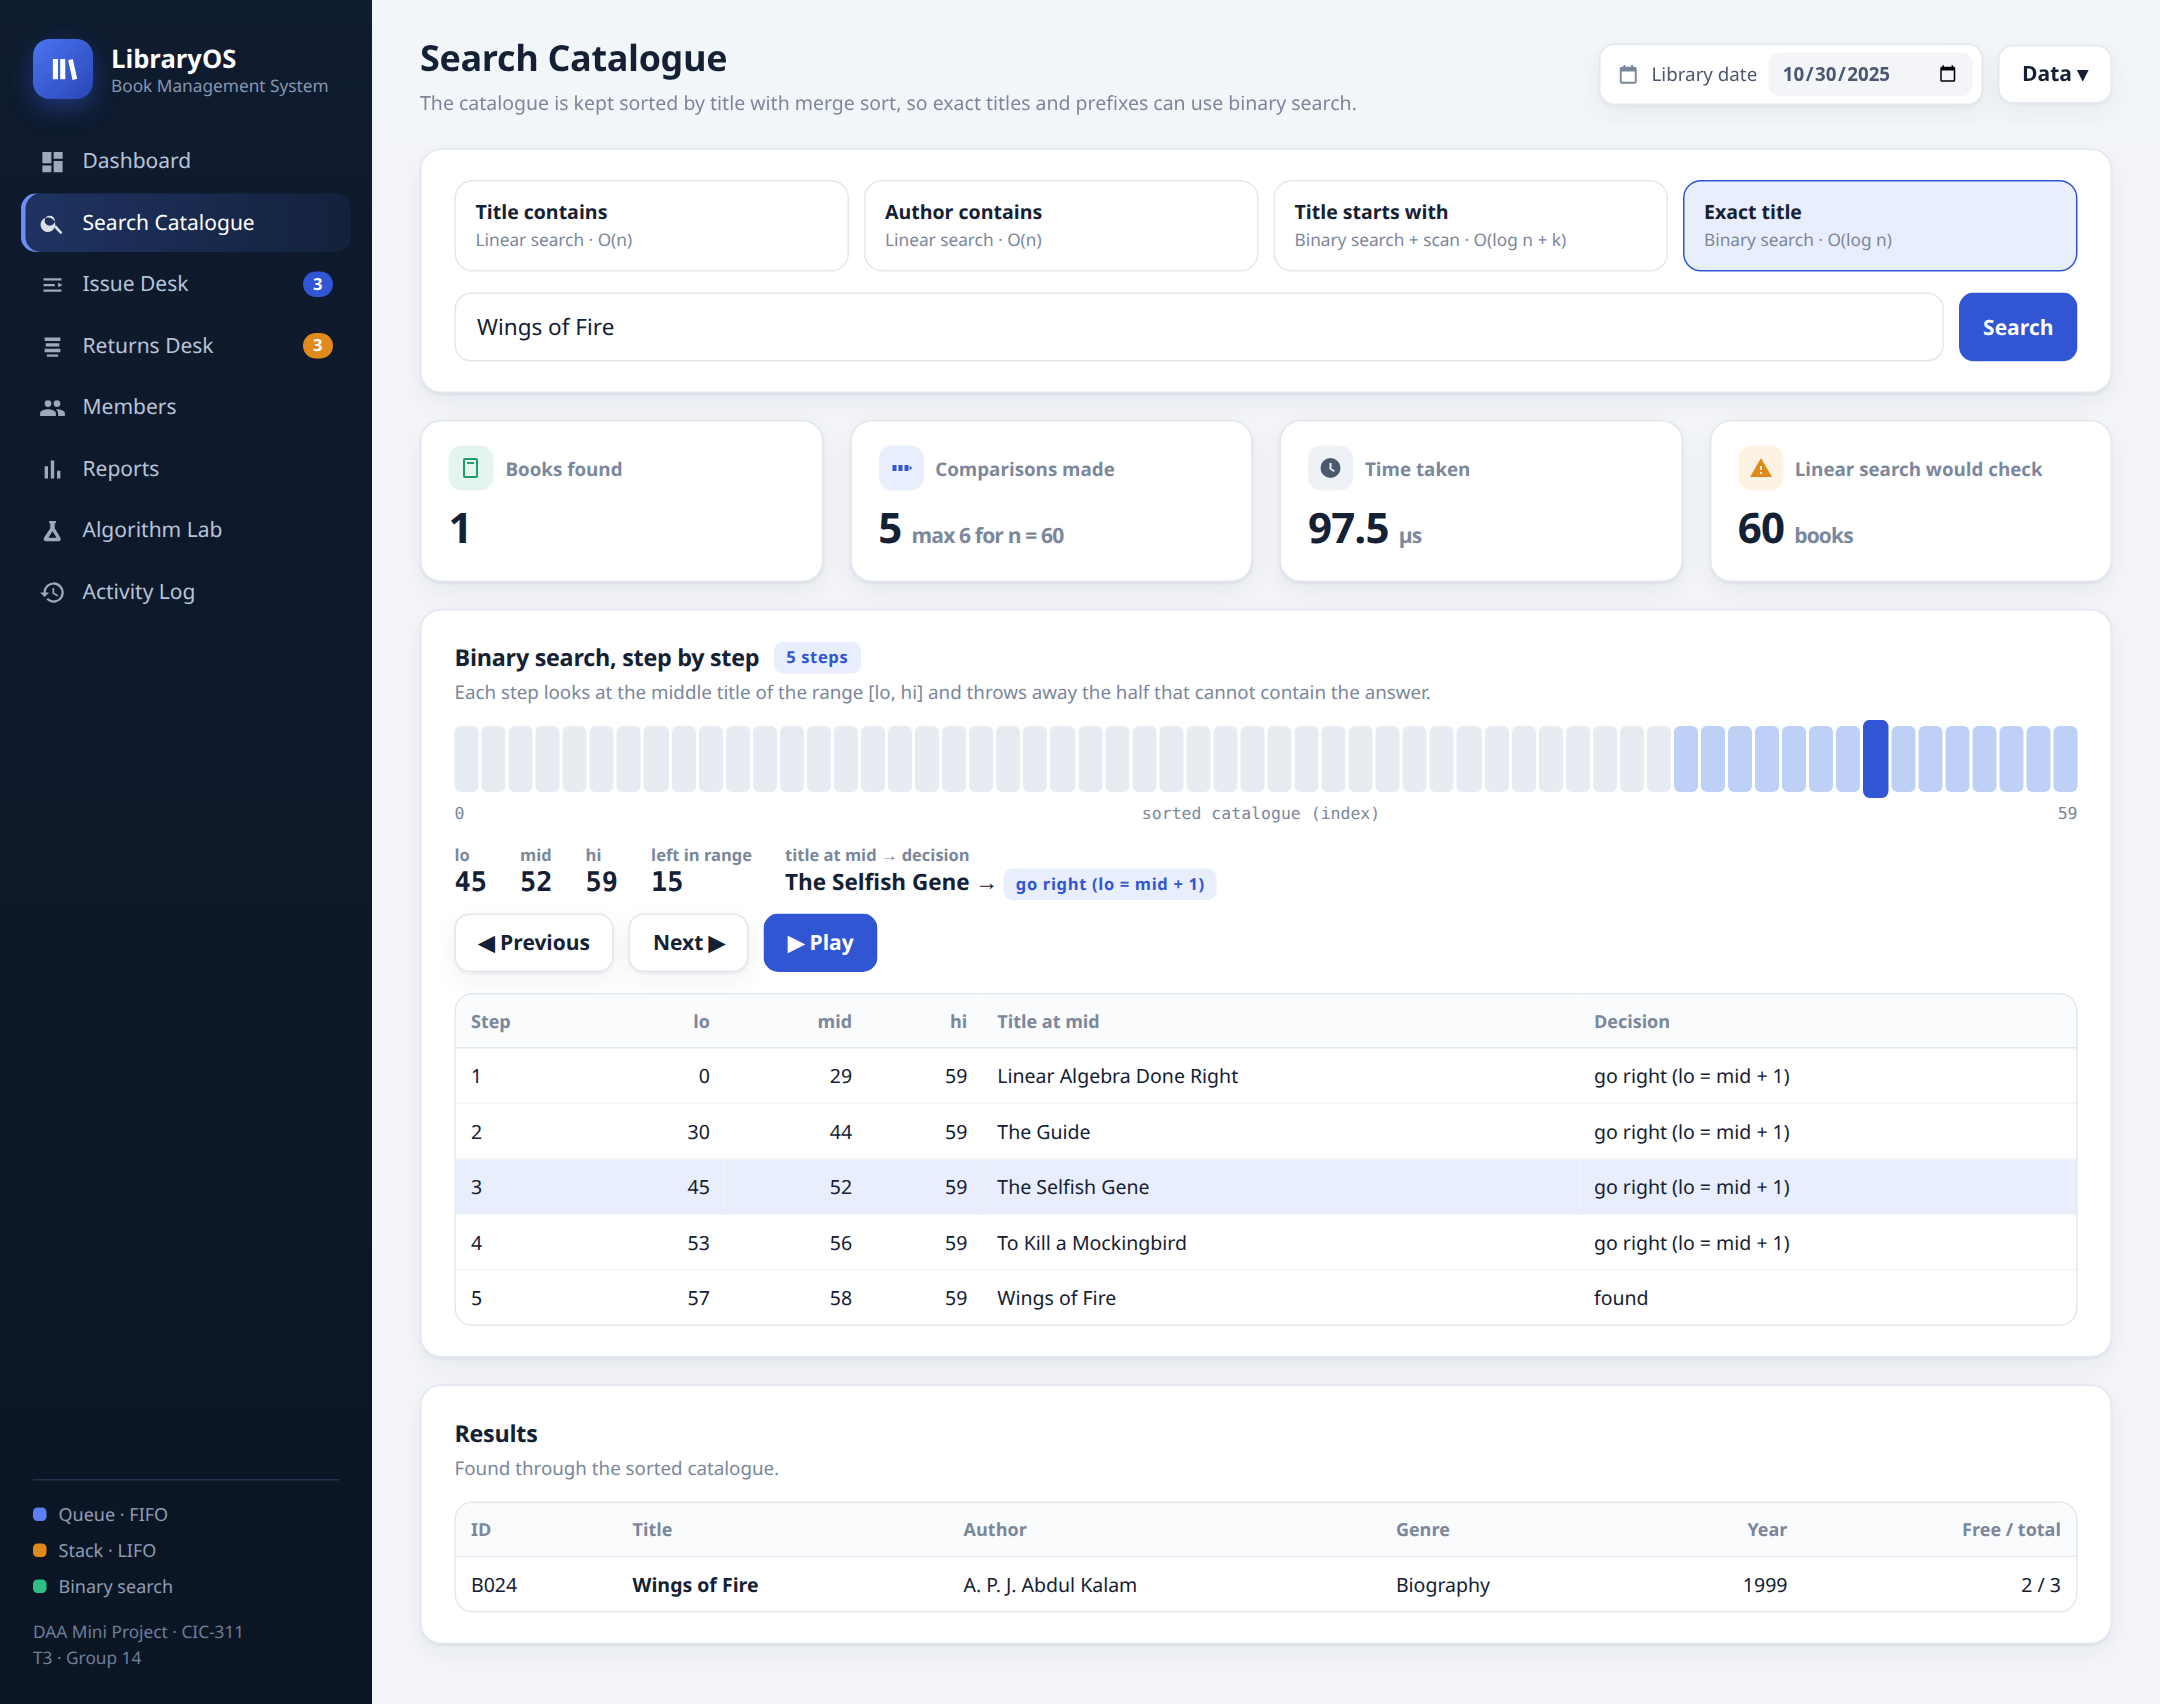 LibraryOS
Book Management System
Dashboard
Search Catalogue
Issue Desk 3
Returns Desk 3
Members
Reports
Algorithm Lab
Activity Log
Queue · FIFO
Stack · LIFO
Binary search
DAA Mini Project · CIC-311
T3 · Group 14
Search Catalogue
The catalogue is kept sorted by title with merge sort, so exact titles and prefixes can use binary search.
Library date 10/30/2025
Data ▾
Title contains
Linear search · O(n)
Author contains
Linear search · O(n)
Title starts with
Binary search + scan · O(log n + k)
Exact title
Binary search · O(log n)
Wings of Fire
Search
Books found
1
Comparisons made
5 max 6 for n = 60
Time taken
97.5 µs
Linear search would check
60 books
Binary search, step by step 5 steps
Each step looks at the middle title of the range [lo, hi] and throws away the half that cannot contain the answer.
0 sorted catalogue (index) 59
lo mid hi left in range title at mid → decision
45 52 59 15 The Selfish Gene → go right (lo = mid + 1)
◀ Previous Next ▶ ▶ Play
Step lo mid hi Title at mid Decision
1 0 29 59 Linear Algebra Done Right go right (lo = mid + 1)
2 30 44 59 The Guide go right (lo = mid + 1)
3 45 52 59 The Selfish Gene go right (lo = mid + 1)
4 53 56 59 To Kill a Mockingbird go right (lo = mid + 1)
5 57 58 59 Wings of Fire found
Results
Found through the sorted catalogue.
ID Title Author Genre Year Free / total
B024 Wings of Fire A. P. J. Abdul Kalam Biography 1999 2 / 3